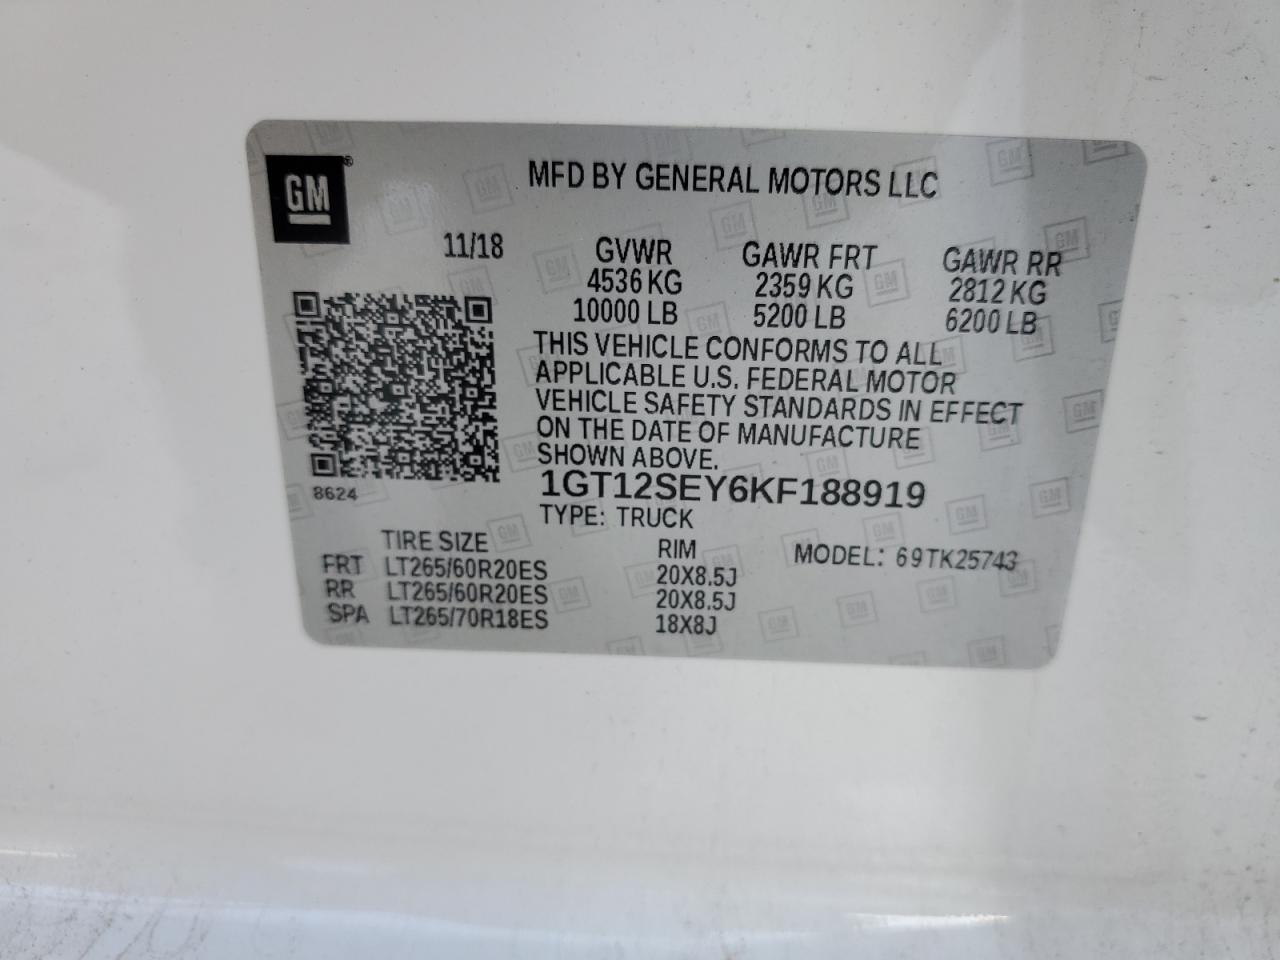 GM®
MFD BY GENERAL MOTORS LLC
11/18 GVWR GAWR FRT GAWR RR
4536 KG 2359 KG 2812 KG
10000 LB 5200 LB 6200 LB
THIS VEHICLE CONFORMS TO ALL
APPLICABLE U.S. FEDERAL MOTOR
VEHICLE SAFETY STANDARDS IN EFFECT
ON THE DATE OF MANUFACTURE
SHOWN ABOVE.
8624
1GT12SEY6KF188919
TYPE: TRUCK
TIRE SIZE RIM MODEL: 69TK25743
FRT LT265/60R20ES 20X8.5J
RR LT265/60R20ES 20X8.5J
SPA LT265/70R18ES 18X8J